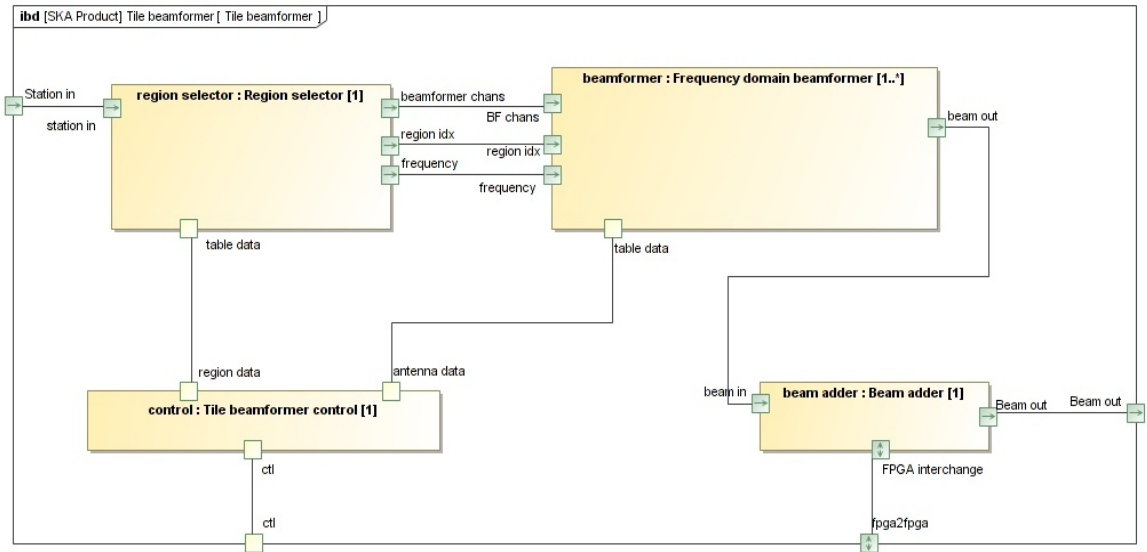 ibd [SKA Product] Tile beamformer [ Tile beamformer ]
Station in
station in
region selector : Region selector [1]
beamformer chans
region idx
frequency
BF chans
region idx
frequency
beamformer : Frequency domain beamformer [1..*]
beam out
table data
table data
region data
antenna data
control : Tile beamformer control [1]
ctl
ctl
beam in
beam adder : Beam adder [1]
Beam out
Beam out
FPGA interchange
fpga2fpga